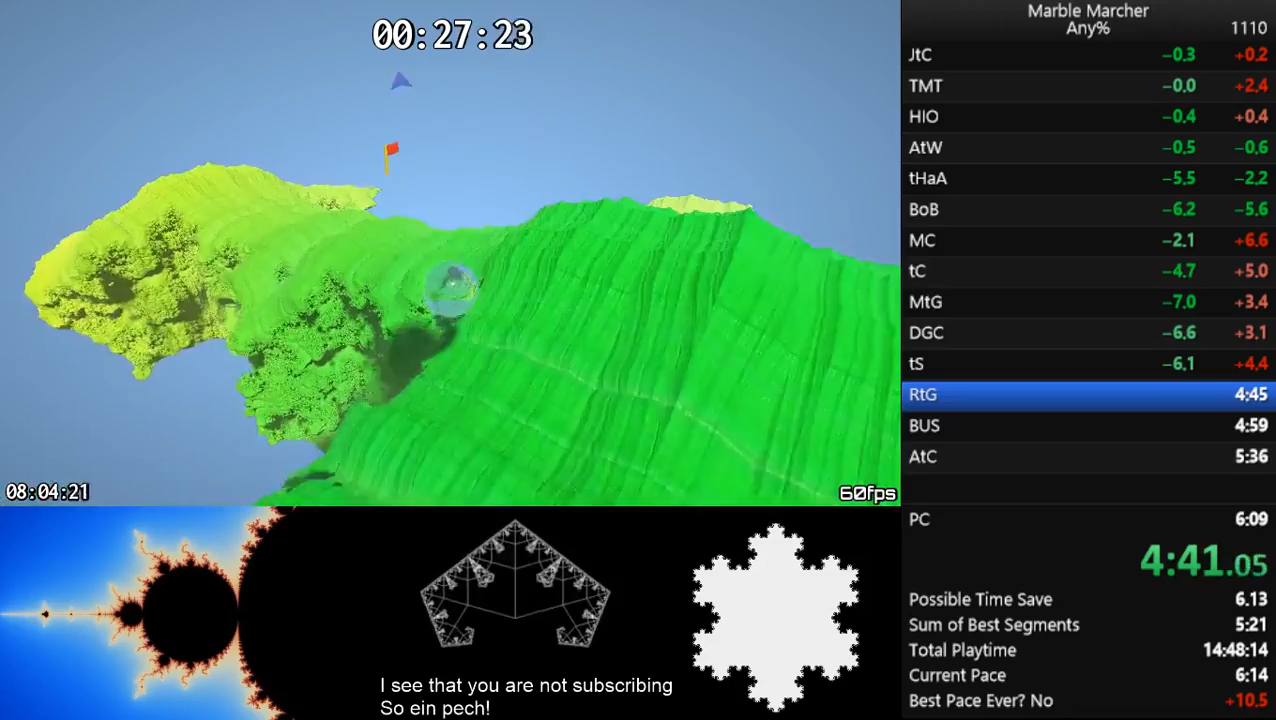 00:27:23
08:04:21
60fps
Marble Marcher
Any% 1110
JtC −0.3 +0.2
TMT −0.0 +2.4
HIO −0.4 +0.4
AtW −0.5 −0.6
tHaA −5.5 −2.2
BoB −6.2 −5.6
MC −2.1 +6.6
tC −4.7 +5.0
MtG −7.0 +3.4
DGC −6.6 +3.1
tS −6.1 +4.4
RtG 4:45
BUS 4:59
AtC 5:36
PC 6:09
4:41.05
Possible Time Save 6.13
Sum of Best Segments 5:21
Total Playtime 14:48:14
Current Pace 6:14
Best Pace Ever? No +10.5
I see that you are not subscribing
So ein pech!